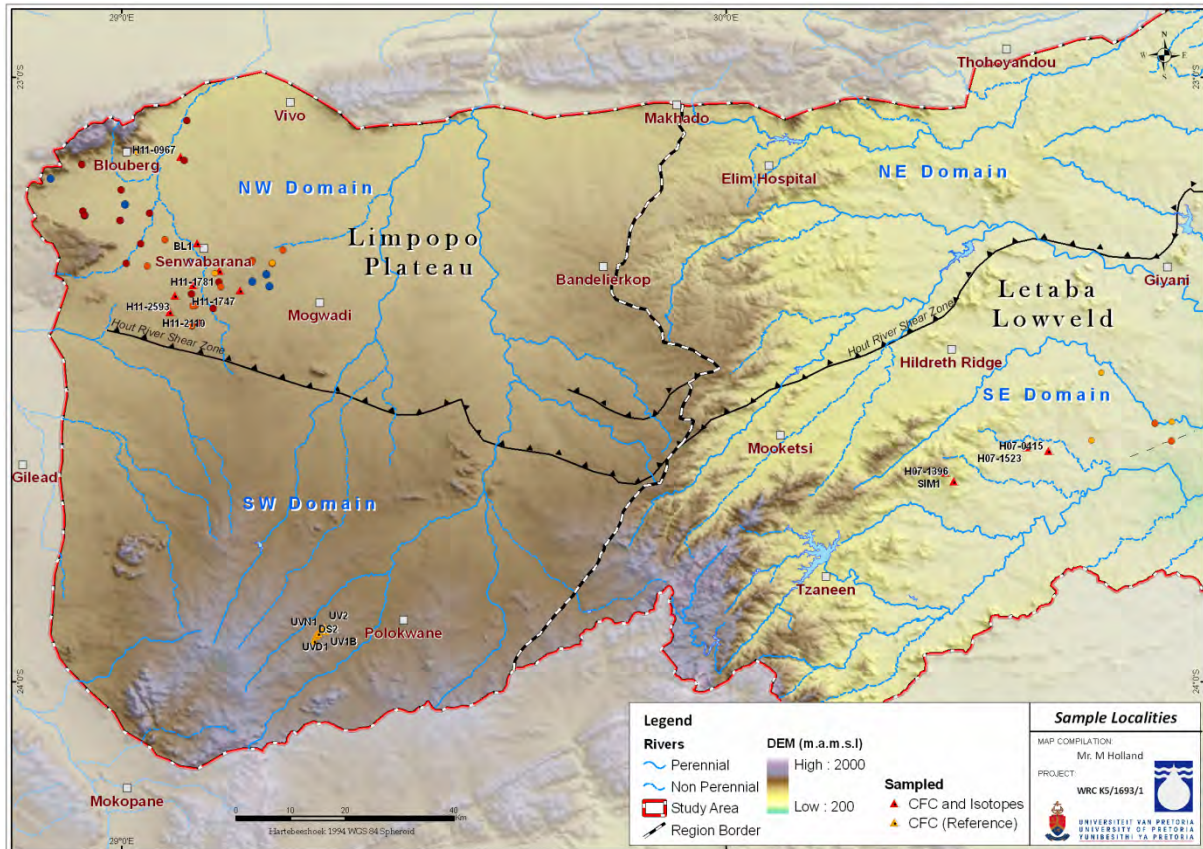 29°0'S
30°0'S
23°0'S
23°0'S
Thohoyandou
N
W E
S
Vivo
Makhado
H11-0967
Blouberg
Elim Hospital
NE Domain
NW Domain
BL1
Senwabarana
Limpopo
Plateau
Bandelierkop
Giyani
H11-1781
H11-2593
H11-1747
H11-2140
Mogwadi
Letaba
Lowveld
Hout River Shear Zone
Hout River Shear Zone
Hildreth Ridge
SE Domain
Mooketsi
H07-0415
H07-1523
H07-1396
SIM1
Gilead
SW Domain
Tzaneen
UVN1
UV2
DS2
UV1B
UVD1
Polokwane
24°0'S
24°0'S
Mokopane
0 20 40
Km
Hartebeeshoek 1994 WGS 84 Spheroid
29°0'S
30°0'S
Legend
Rivers
Perennial
Non Perennial
Study Area
Region Border
DEM (m.a.m.s.l)
High : 2000
Low : 200
Sampled
CFC and Isotopes
CFC (Reference)
Sample Localities
MAP COMPILATION:
Mr. M Holland
PROJECT:
WRC K5/1693/1
UNIVERSITEIT VAN PRETORIA
UNIVERSITY OF PRETORIA
YUNIBESITHI YA PRETORIA